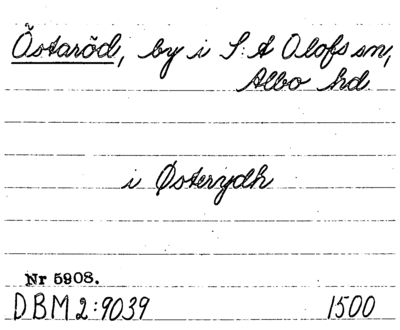 Östaröd, by i S:t Olofs sn,
Albo hd
i Østerydh
Nr 5908.
DBM 2:9039 1500